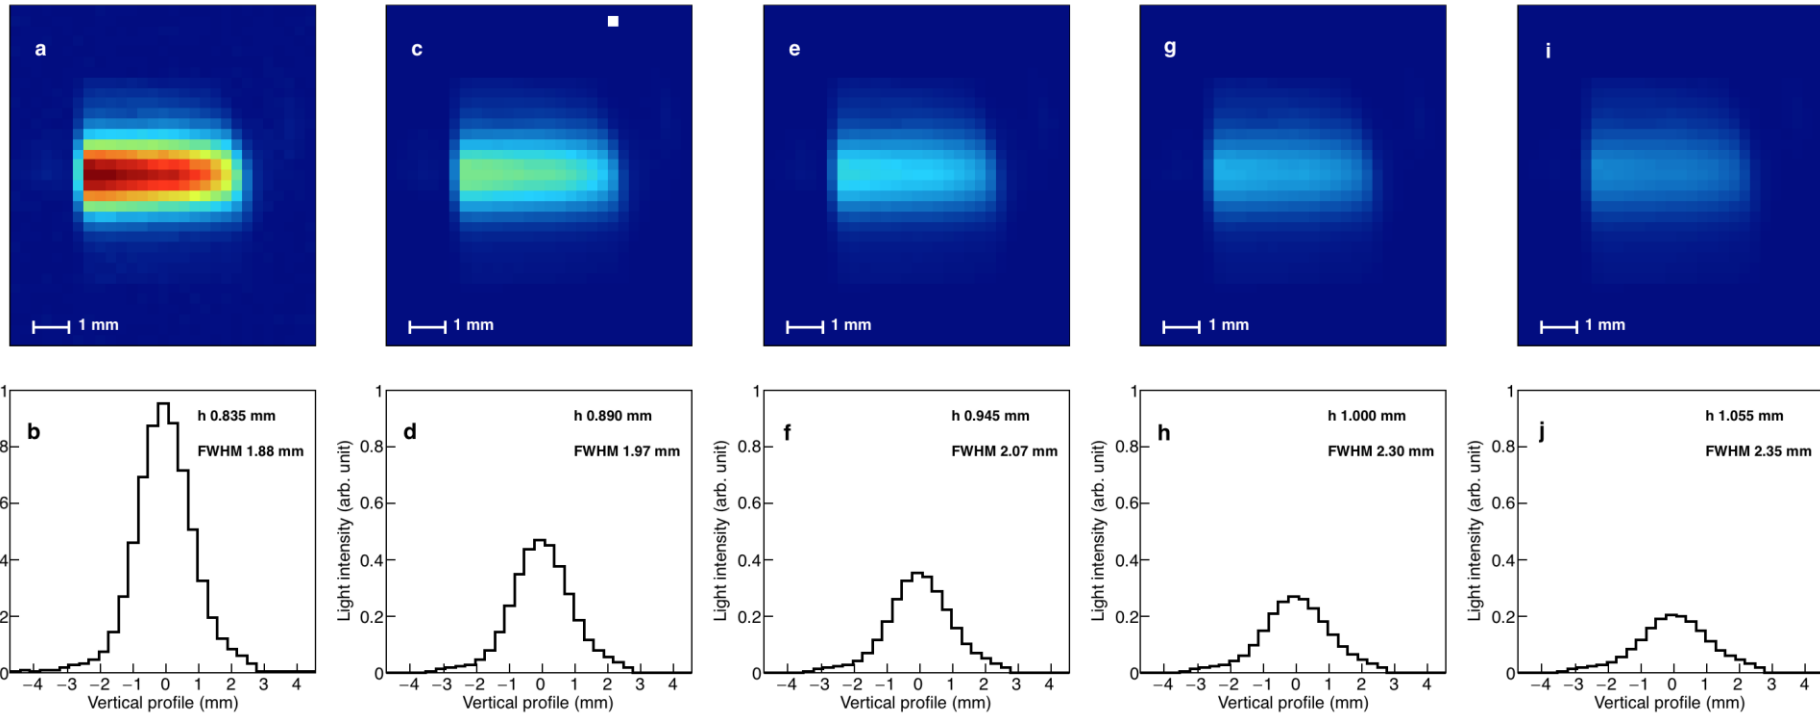 a
c
e
g
i
1 mm
1 mm
1 mm
1 mm
1 mm
b
h 0.835 mm
FWHM 1.88 mm
1
8
6
4
2
0
−4 −3 −2 −1 0 1 2 3 4
Vertical profile (mm)
d
h 0.890 mm
FWHM 1.97 mm
Light intensity (arb. unit)
1
0.8
0.6
0.4
0.2
0
−4 −3 −2 −1 0 1 2 3 4
Vertical profile (mm)
f
h 0.945 mm
FWHM 2.07 mm
Light intensity (arb. unit)
1
0.8
0.6
0.4
0.2
0
−4 −3 −2 −1 0 1 2 3 4
Vertical profile (mm)
h
h 1.000 mm
FWHM 2.30 mm
Light intensity (arb. unit)
1
0.8
0.6
0.4
0.2
0
−4 −3 −2 −1 0 1 2 3 4
Vertical profile (mm)
j
h 1.055 mm
FWHM 2.35 mm
Light intensity (arb. unit)
1
0.8
0.6
0.4
0.2
0
−4 −3 −2 −1 0 1 2 3 4
Vertical profile (mm)